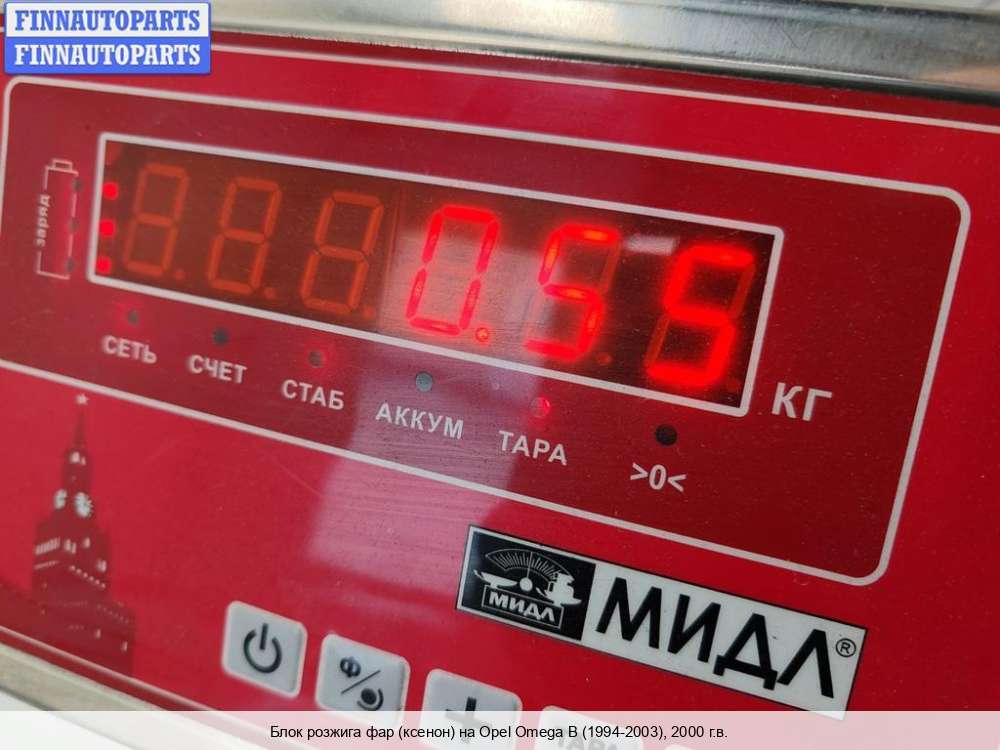 FINNAUTOPARTS
FINNAUTOPARTS
заряд
0.55
КГ
СЕТЬ
СЧЕТ
СТАБ
АККУМ
ТАРА
>0<
МИДЛ
МИДЛ®
Ф
Блок розжига фар (ксенон) на Opel Omega B (1994-2003), 2000 г.в.